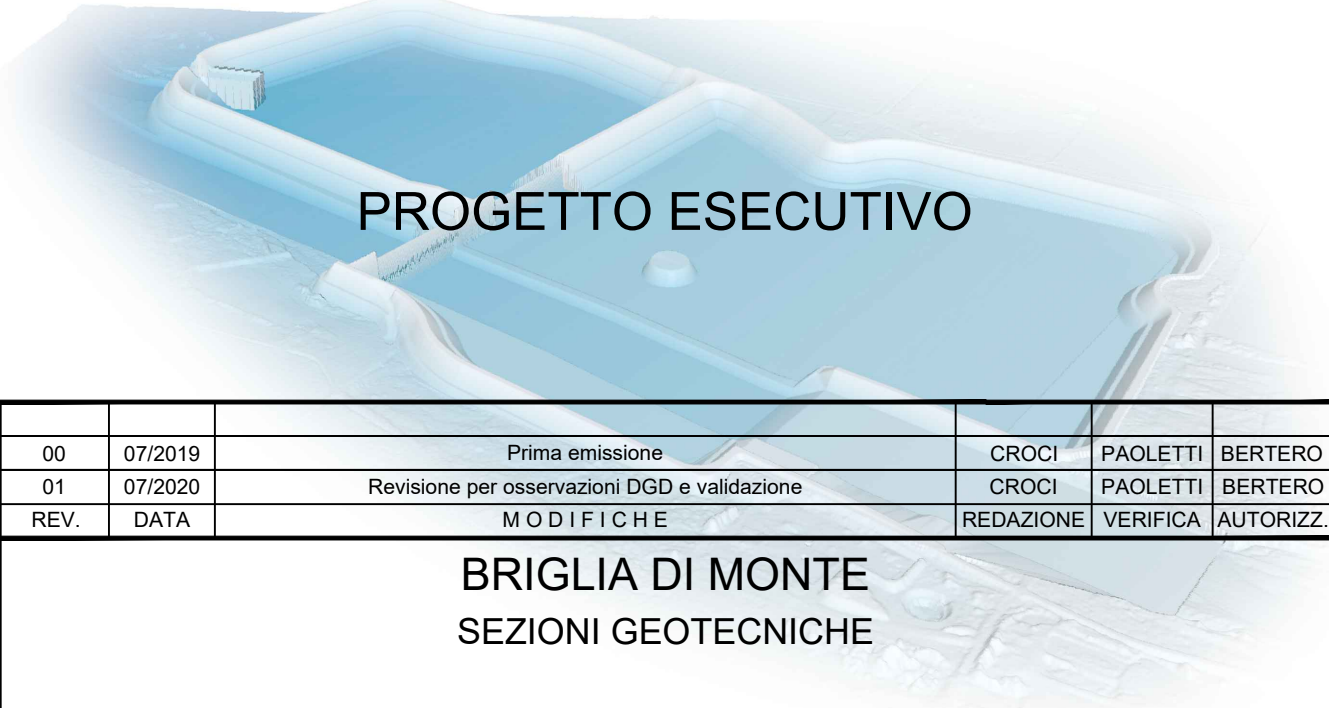 PROGETTO ESECUTIVO
00 07/2019 Prima emissione CROCI PAOLETTI BERTERO
01 07/2020 Revisione per osservazioni DGD e validazione CROCI PAOLETTI BERTERO
REV. DATA MODIFICHE REDAZIONE VERIFICA AUTORIZZ.
BRIGLIA DI MONTE
SEZIONI GEOTECNICHE